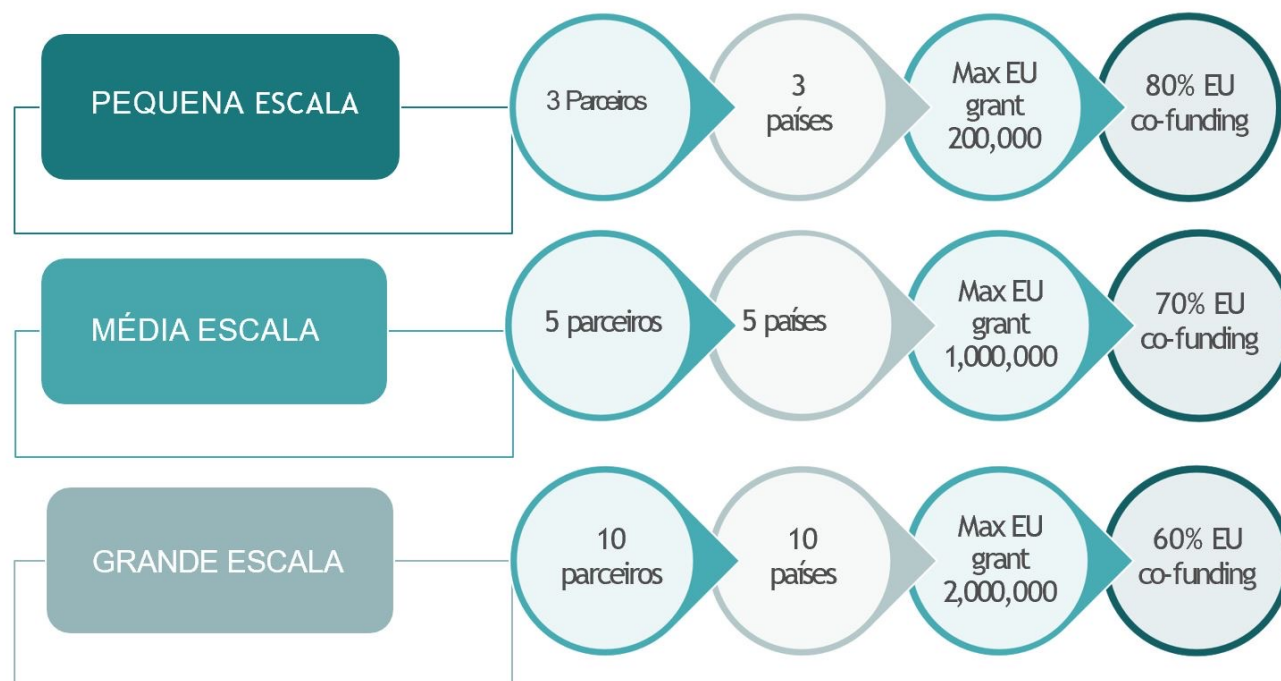 PEQUENA ESCALA
3 Parceiros
3
países
Max EU
grant
200,000
80% EU
co-funding
MÉDIA ESCALA
5 parceiros
5 países
Max EU
grant
1,000,000
70% EU
co-funding
GRANDE ESCALA
10
parceiros
10
países
Max EU
grant
2,000,000
60% EU
co-funding